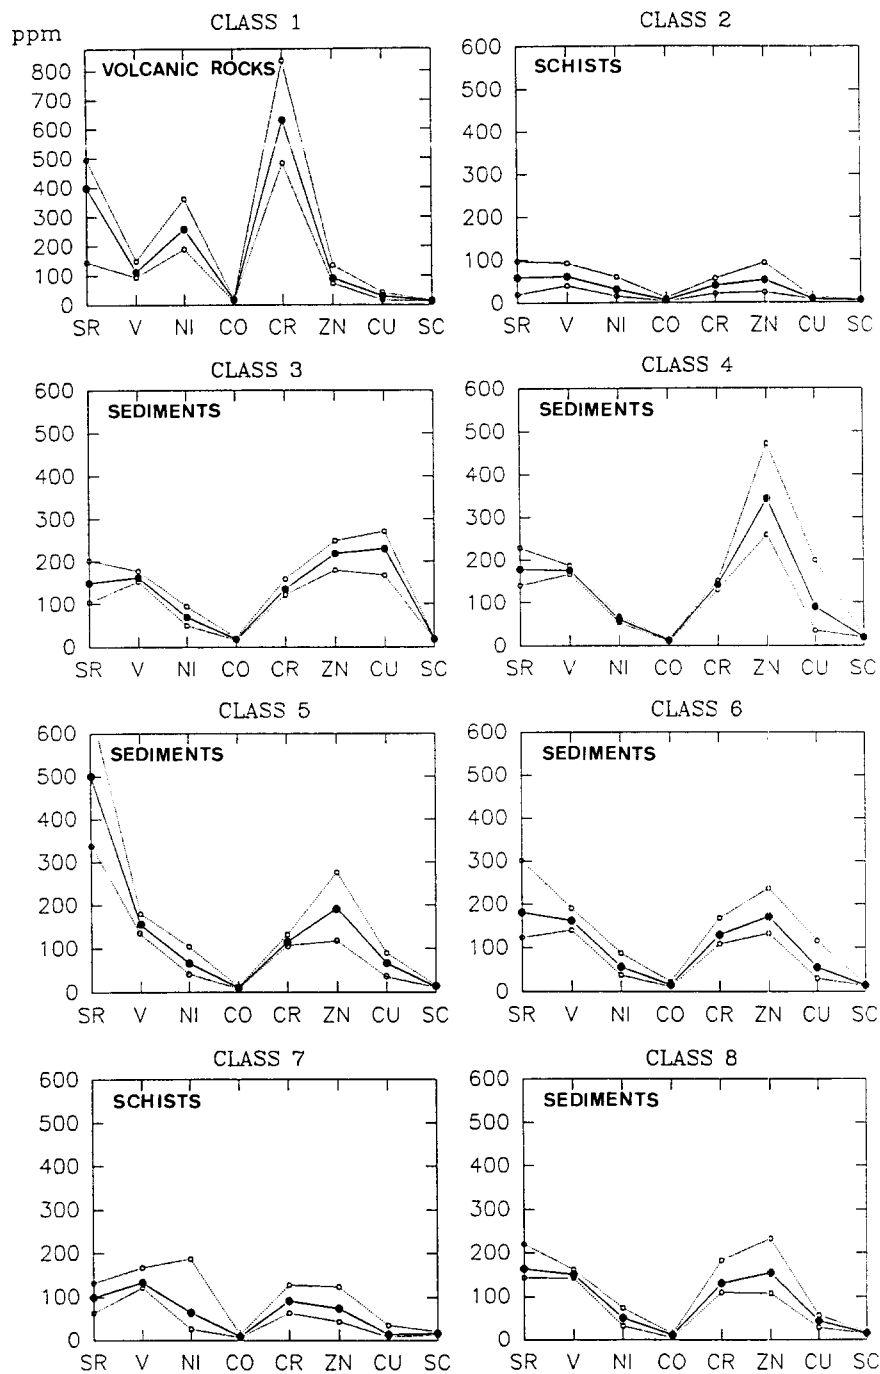 CLASS 1
ppm
VOLCANIC ROCKS
800
700
600
500
400
300
200
100
0
SR V NI CO CR ZN CU SC
CLASS 2
SCHISTS
600
500
400
300
200
100
0
SR V NI CO CR ZN CU SC
CLASS 3
SEDIMENTS
600
500
400
300
200
100
0
SR V NI CO CR ZN CU SC
CLASS 4
SEDIMENTS
600
500
400
300
200
100
0
SR V NI CO CR ZN CU SC
CLASS 5
SEDIMENTS
600
500
400
300
200
100
0
SR V NI CO CR ZN CU SC
CLASS 6
SEDIMENTS
600
500
400
300
200
100
0
SR V NI CO CR ZN CU SC
CLASS 7
SCHISTS
600
500
400
300
200
100
0
SR V NI CO CR ZN CU SC
CLASS 8
SEDIMENTS
600
500
400
300
200
100
0
SR V NI CO CR ZN CU SC